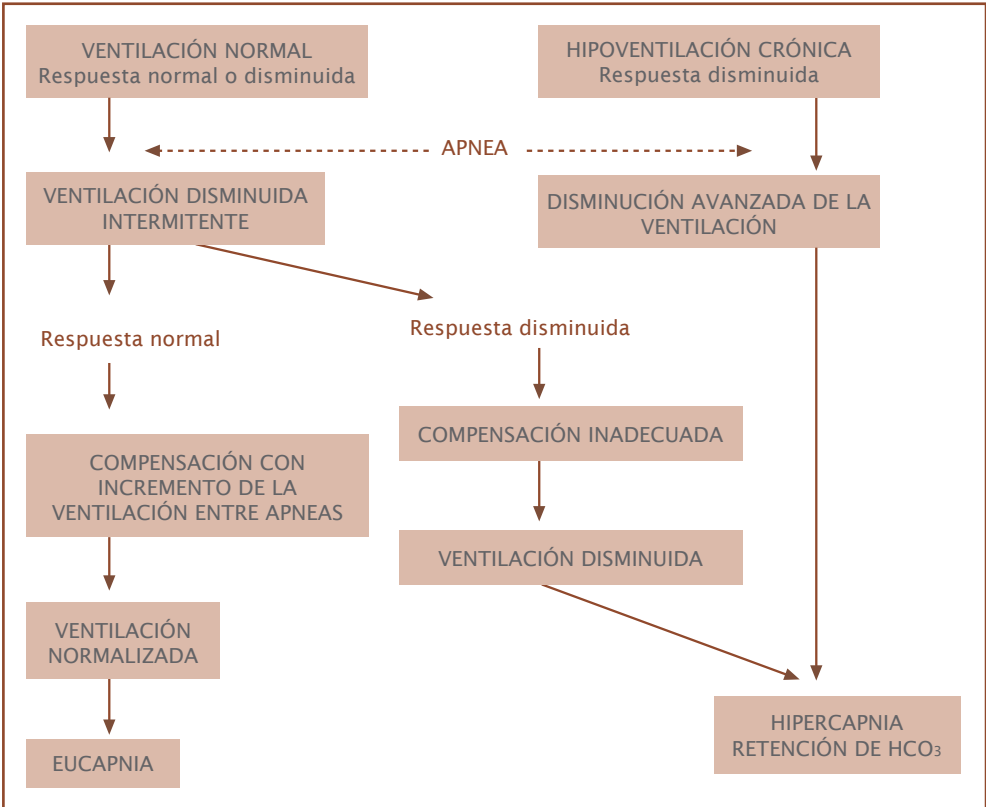 VENTILACIÓN NORMAL
Respuesta normal o disminuida
HIPOVENTILACIÓN CRÓNICA
Respuesta disminuida
APNEA
VENTILACIÓN DISMINUIDA
INTERMITENTE
DISMINUCIÓN AVANZADA DE LA
VENTILACIÓN
Respuesta normal
Respuesta disminuida
COMPENSACIÓN CON
INCREMENTO DE LA
VENTILACIÓN ENTRE APNEAS
COMPENSACIÓN INADECUADA
VENTILACIÓN DISMINUIDA
VENTILACIÓN
NORMALIZADA
EUCAPNIA
HIPERCAPNIA
RETENCIÓN DE HCO₃